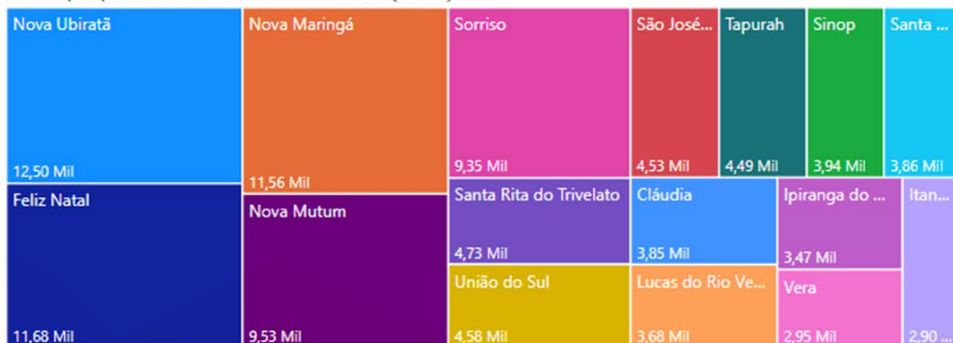 Nova Ubiratã
12,50 Mil
Feliz Natal
11,68 Mil
Nova Maringá
11,56 Mil
Nova Mutum
9,53 Mil
Sorriso
9,35 Mil
Santa Rita do Trivelato
4,73 Mil
União do Sul
4,58 Mil
São José...
4,53 Mil
Tapurah
4,49 Mil
Sinop
3,94 Mil
Santa ...
3,86 Mil
Cláudia
3,85 Mil
Lucas do Rio Ve...
3,68 Mil
Ipiranga do ...
3,47 Mil
Vera
2,95 Mil
Itan...
2,90 ...